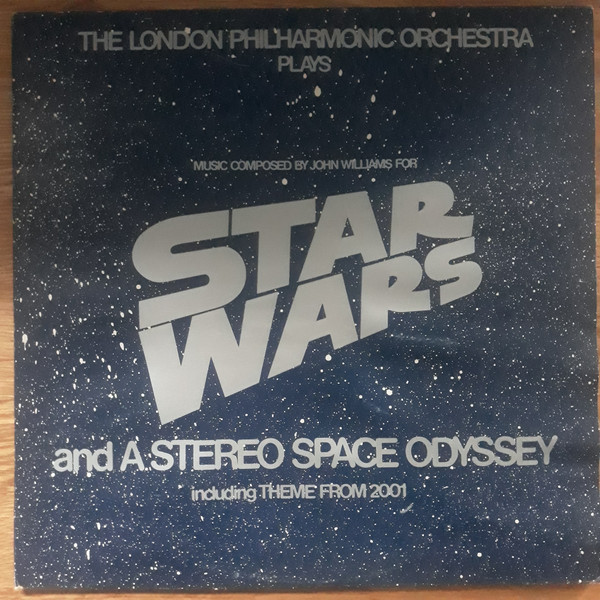 THE LONDON PHILHARMONIC ORCHESTRA
PLAYS
MUSIC COMPOSED BY JOHN WILLIAMS FOR
STAR
WARS
and A STEREO SPACE ODYSSEY
including THEME FROM 2001